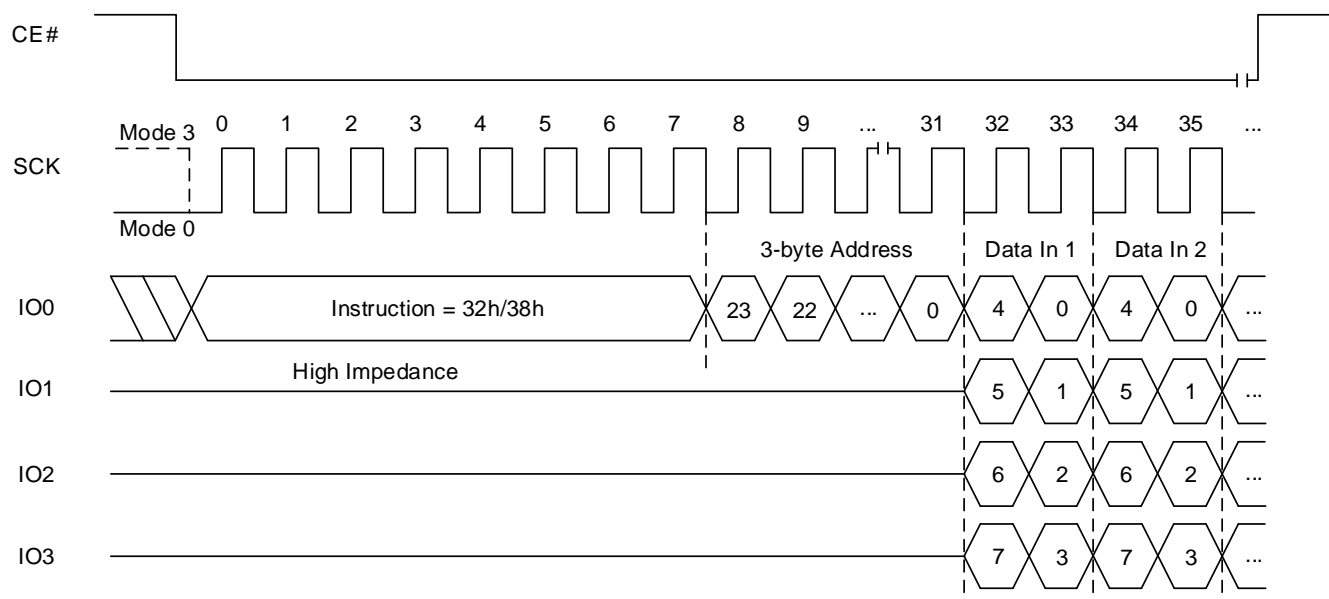 CE#
Mode 3 0 1 2 3 4 5 6 7 8 9 ... 31 32 33 34 35 ...
SCK
Mode 0
3-byte Address Data In 1 Data In 2
IO0 Instruction = 32h/38h 23 22 ... 0 4 0 4 0 ...
High Impedance
IO1 5 1 5 1 ...
IO2 6 2 6 2 ...
IO3 7 3 7 3 ...